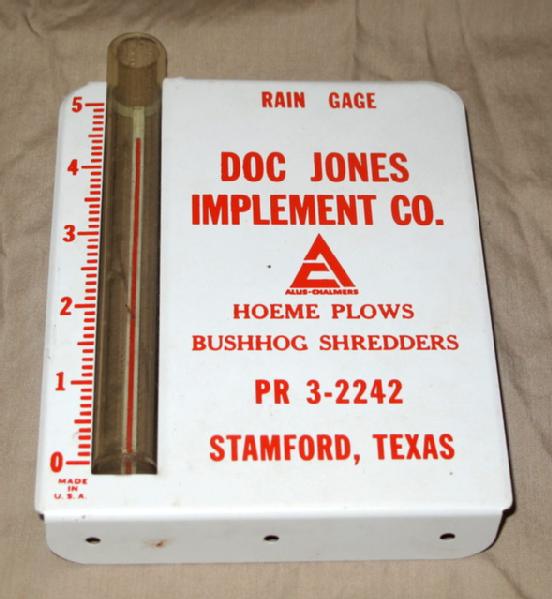 RAIN GAGE
DOC JONES
IMPLEMENT CO.
ALLIS-CHALMERS
HOEME PLOWS
BUSHHOG SHREDDERS
PR 3-2242
STAMFORD, TEXAS
5
4
3
2
1
0
MADE
IN
U.S.A.